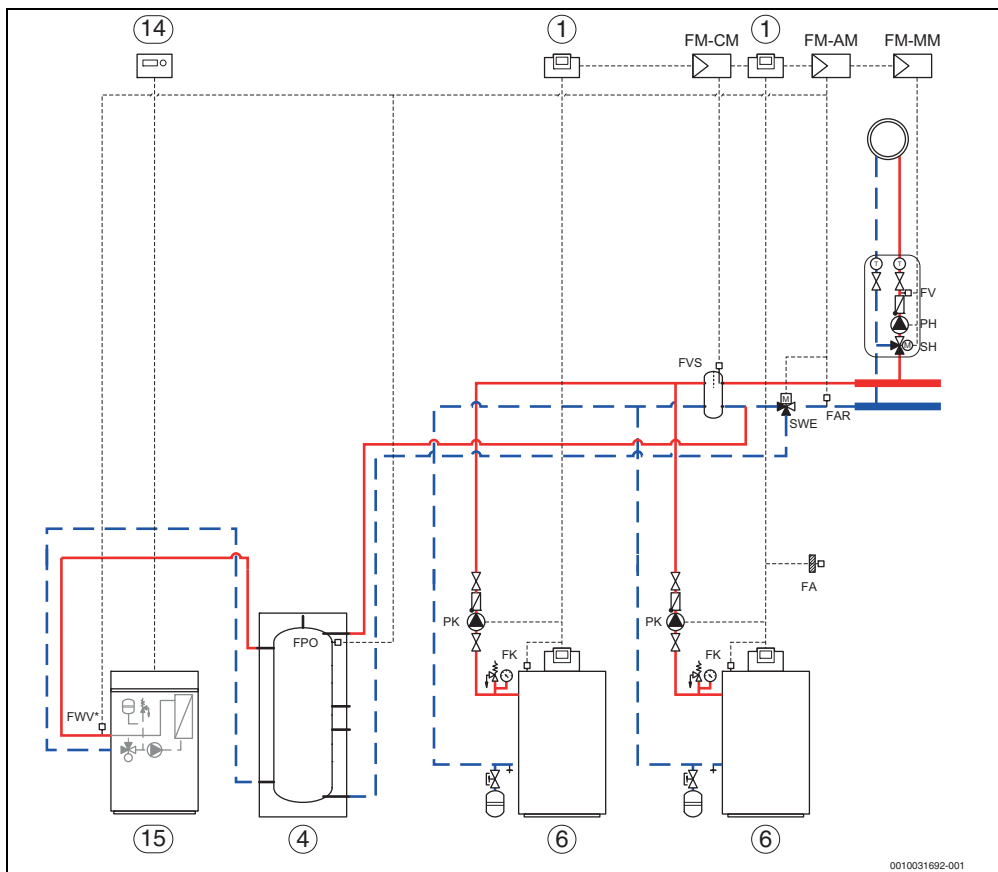 14
1
FM-CM
1
FM-AM
FM-MM
T
T
FV
PH
M
SH
FVS
M
SWE
FAR
FA
PK
PK
FPO
FK
FK
FWV*
15
4
6
6
0010031692-001